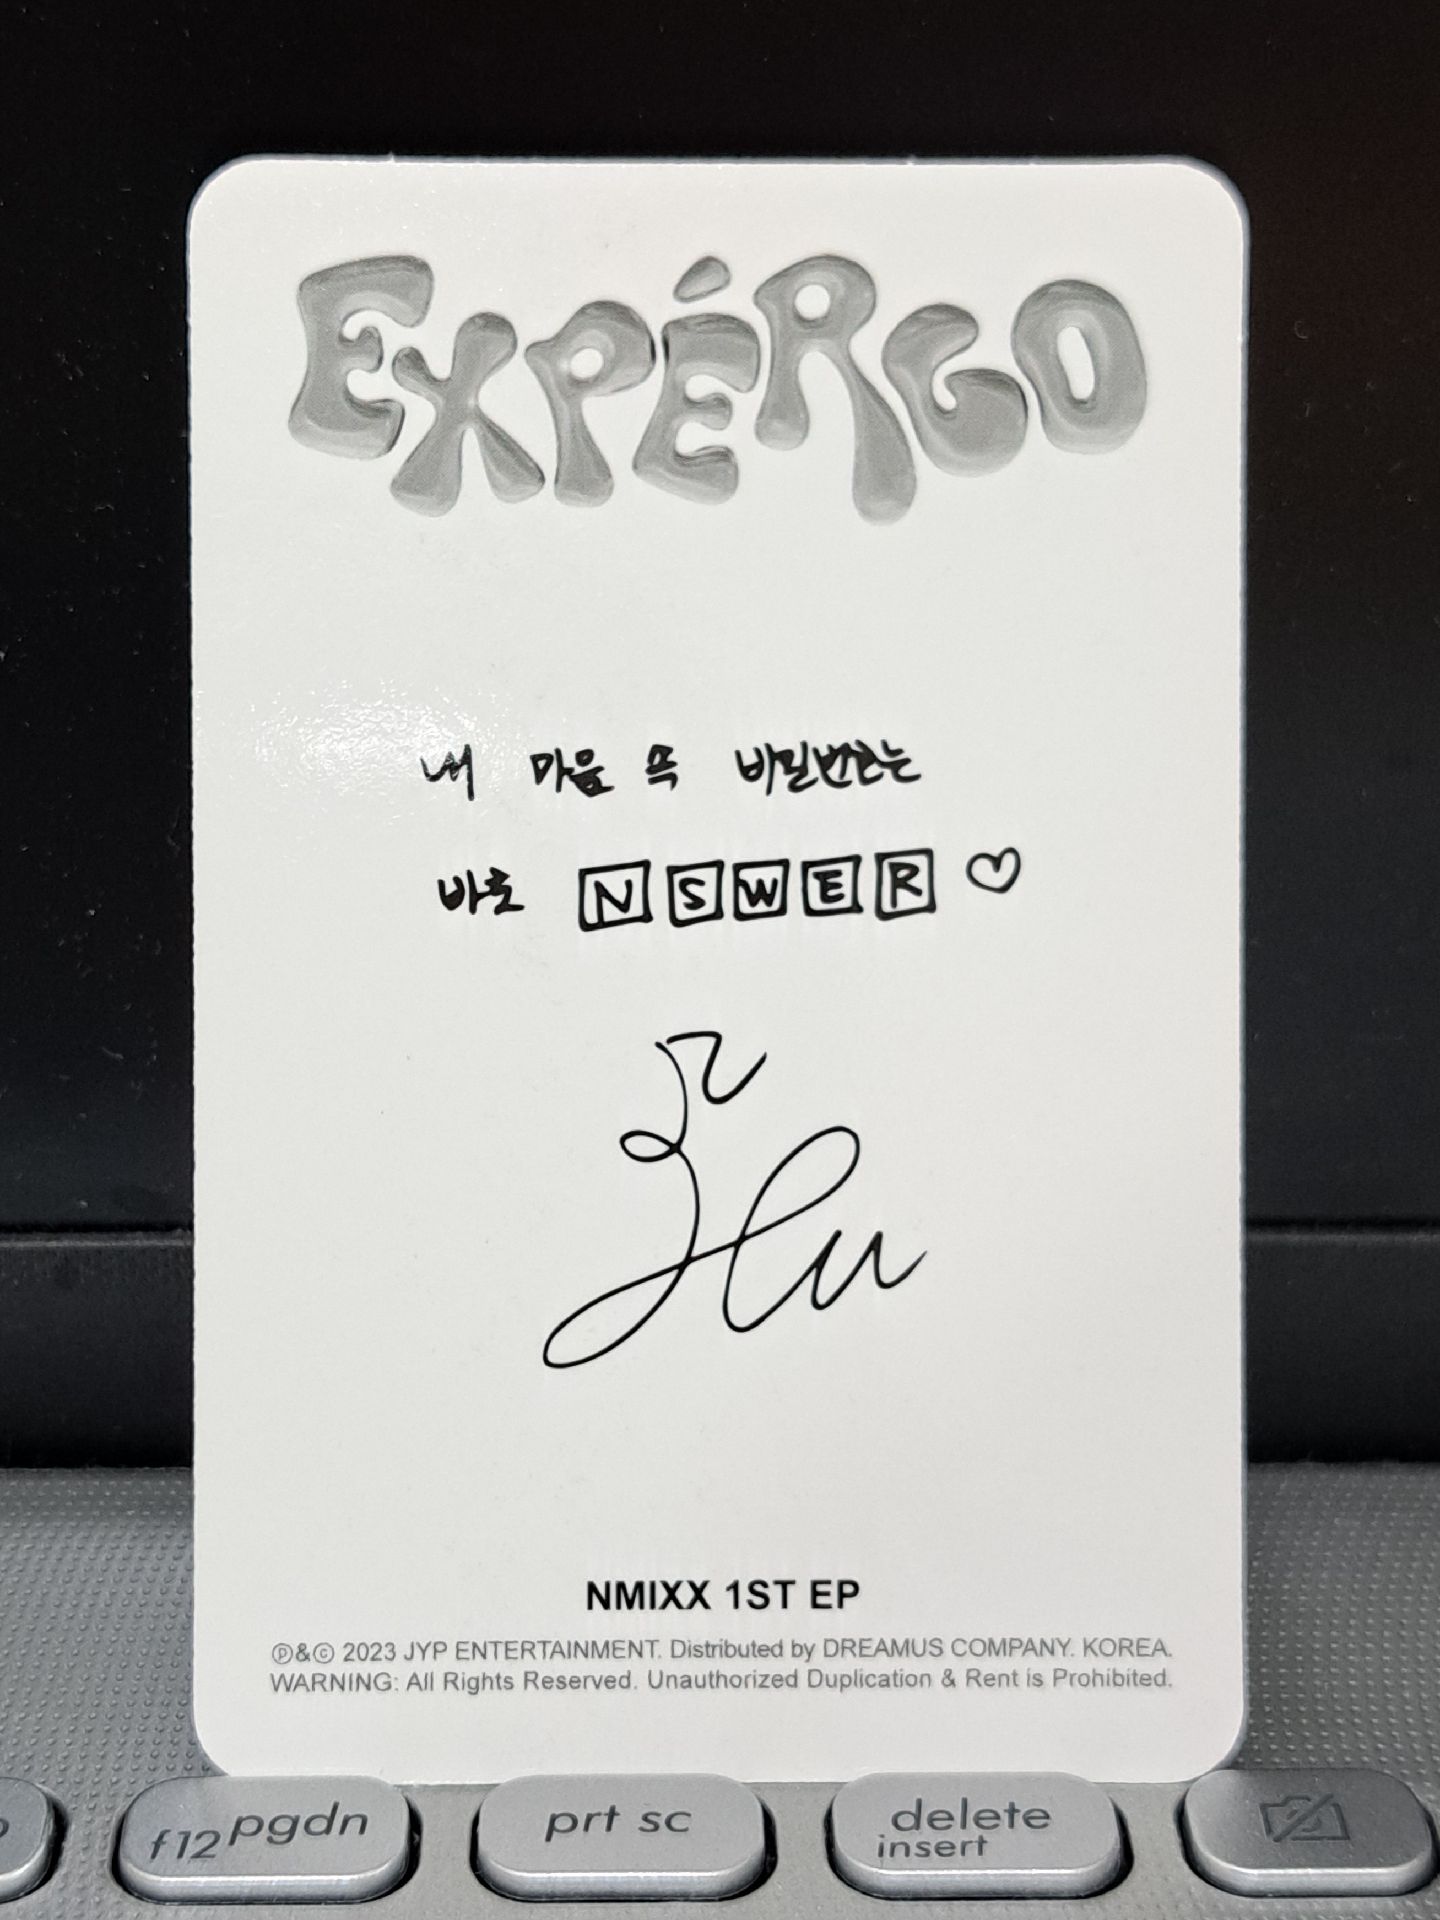 EXPÉRGO
내 마음 쏙 비밀번호는
바로 NSWER ♡
NMIXX 1ST EP
Ⓟ&ⓒ 2023 JYP ENTERTAINMENT. Distributed by DREAMUS COMPANY. KOREA.
WARNING: All Rights Reserved. Unauthorized Duplication & Rent is Prohibited.
f12 pgdn
prt sc
delete
insert